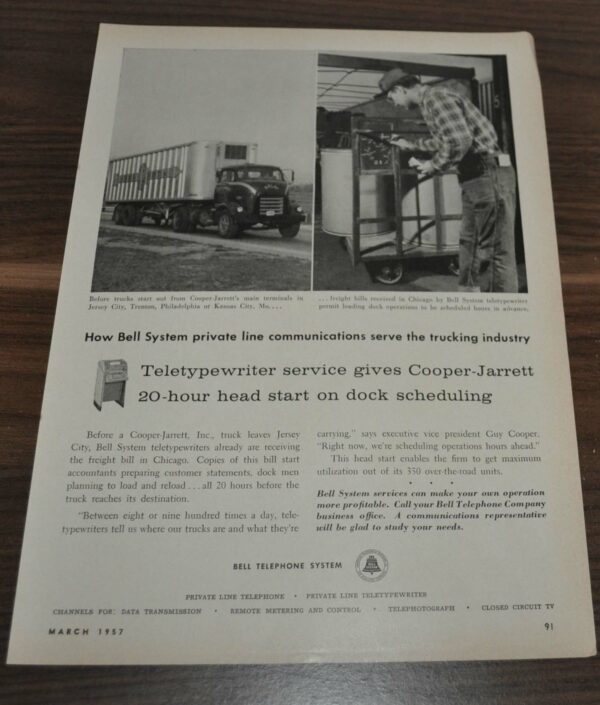 Before trucks start out from Cooper-Jarrett's main terminals in
Jersey City, Trenton, Philadelphia or Kansas City, Mo. . . .
. . . freight bills received in Chicago by Bell System teletypewriter
permit loading dock operations to be scheduled hours in advance.
How Bell System private line communications serve the trucking industry
Teletypewriter service gives Cooper-Jarrett
20-hour head start on dock scheduling
Before a Cooper-Jarrett, Inc., truck leaves Jersey
City, Bell System teletypewriters already are receiving
the freight bill in Chicago. Copies of this bill start
accountants preparing customer statements, dock men
planning to load and reload . . . all 20 hours before the
truck reaches its destination.
"Between eight or nine hundred times a day, tele-
typewriters tell us where our trucks are and what they're
carrying," says executive vice president Guy Cooper.
"Right now, we're scheduling operations hours ahead."
This head start enables the firm to get maximum
utilization out of its 350 over-the-road units.
• • •
Bell System services can make your own operation
more profitable. Call your Bell Telephone Company
business office. A communications representative
will be glad to study your needs.
BELL TELEPHONE SYSTEM
PRIVATE LINE TELEPHONE • PRIVATE LINE TELETYPEWRITER
CHANNELS FOR: DATA TRANSMISSION • REMOTE METERING AND CONTROL • TELEPHOTOGRAPH • CLOSED CIRCUIT TV
MARCH 1957
91